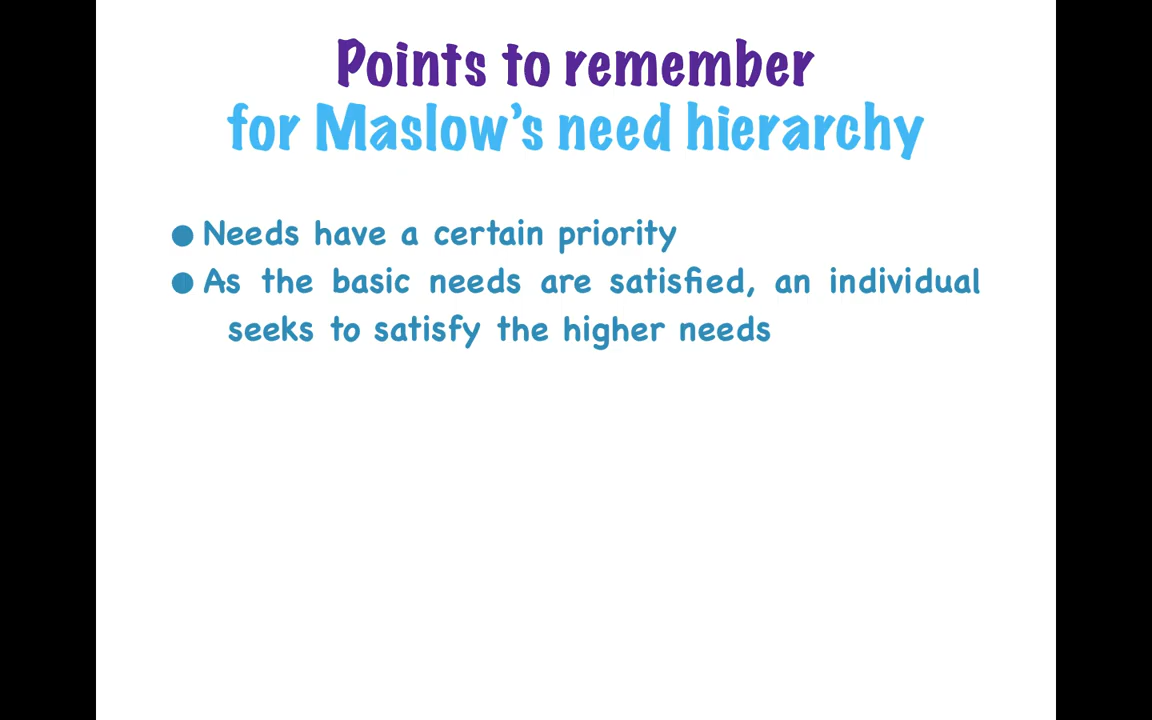 Points to remember
for Maslow's need hierarchy
● Needs have a certain priority
● As the basic needs are satisfied, an individual
seeks to satisfy the higher needs